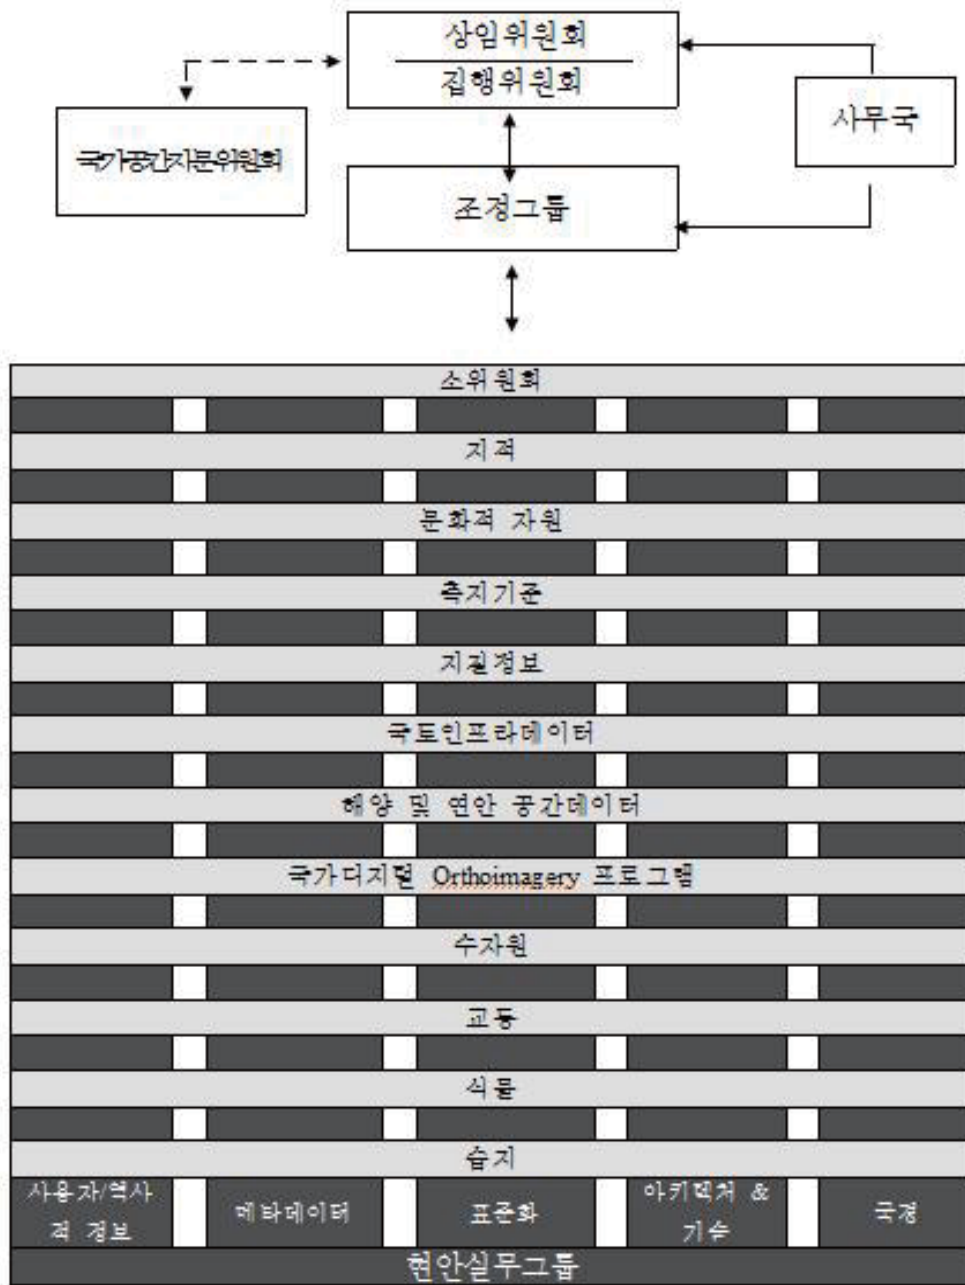 상임위원회
집행위원회
사무국
국가공간자문위원회
조정그룹
소위원회
지적
문화적 자원
측지기준
지질정보
국토인프라데이터
해양 및 연안 공간데이터
국가디지털 Orthoimagery 프로그램
수자원
교통
식물
습지
사용자/역사
적 정보
메타데이터
표준화
아키텍처 &
기술
국경
현안실무그룹